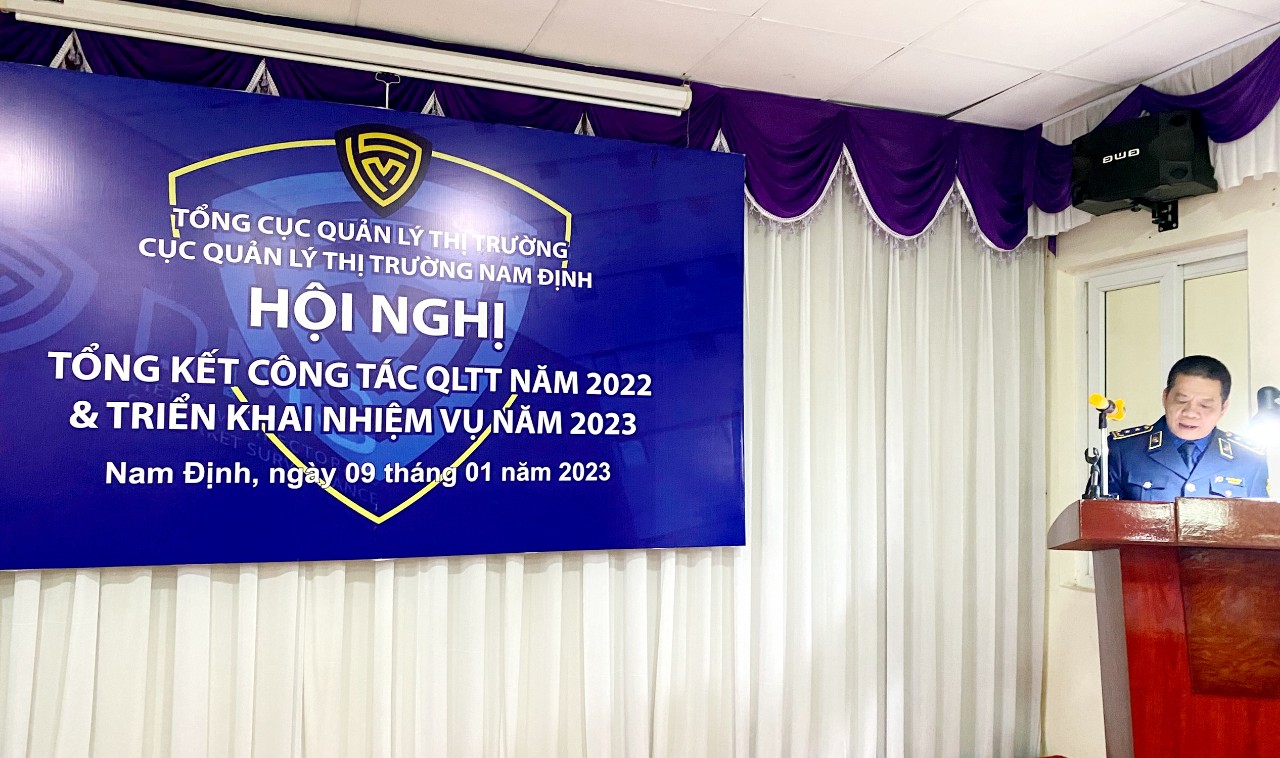 TỔNG CỤC QUẢN LÝ THỊ TRƯỜNG
CỤC QUẢN LÝ THỊ TRƯỜNG NAM ĐỊNH
HỘI NGHỊ
TỔNG KẾT CÔNG TÁC QLTT NĂM 2022
& TRIỂN KHAI NHIỆM VỤ NĂM 2023
Nam Định, ngày 09 tháng 01 năm 2023